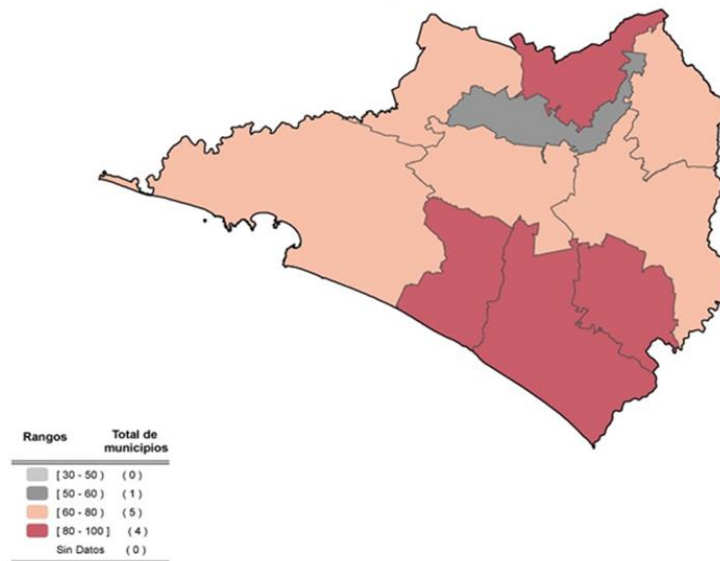 Rangos Total de municipios
[ 30 - 50 ) ( 0 )
[ 50 - 60 ) ( 1 )
[ 60 - 80 ) ( 5 )
[ 80 - 100 ] ( 4 )
Sin Datos ( 0 )